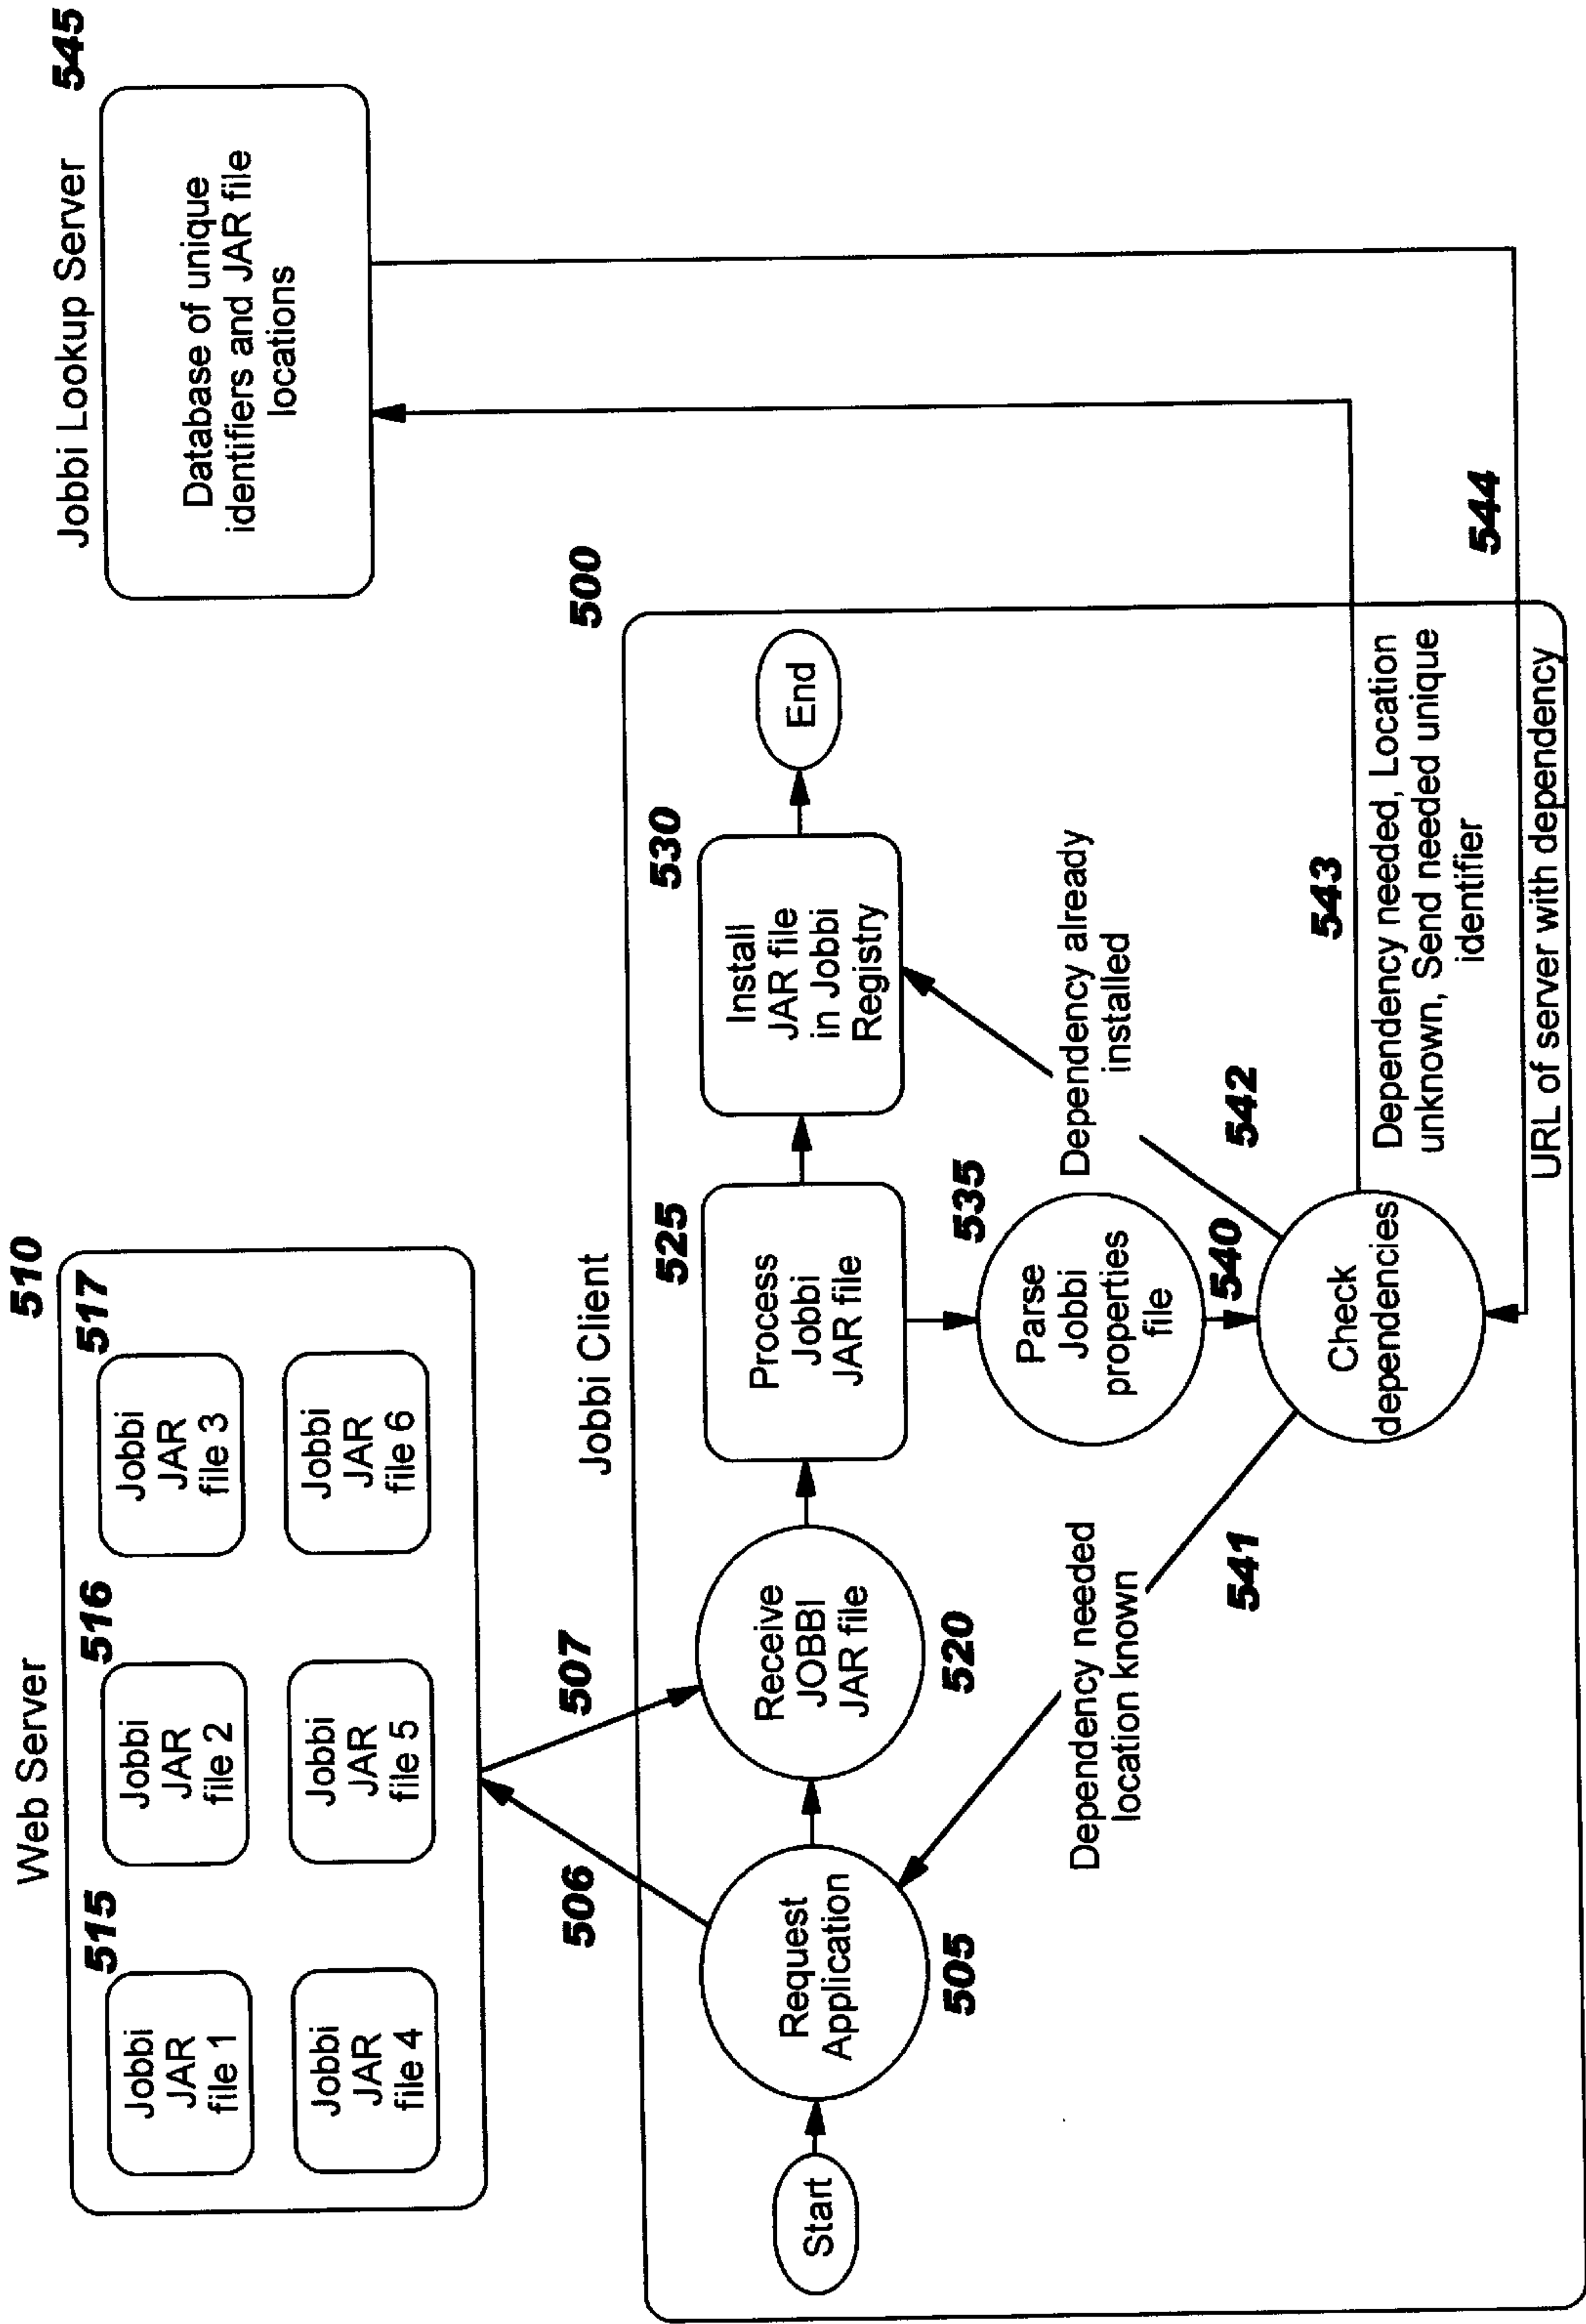 Web Server
510
515
516
517
Jobbi
JAR
file 1
Jobbi
JAR
file 2
Jobbi
JAR
file 3
Jobbi
JAR
file 4
Jobbi
JAR
file 5
Jobbi
JAR
file 6
Jobbi Lookup Server
545
Database of unique
identifiers and JAR file
locations
506
507
Jobbi Client
500
Start
Request
Application
505
Receive
JOBBI
JAR file
520
525
Process
Jobbi
JAR file
530
Install
JAR file
in Jobbi
Registry
End
535
Parse
Jobbi
properties
file
540
Check
dependencies
Dependency needed
location known
541
Dependency already
installed
542
543
Dependency needed, Location
unknown, Send needed unique
identifier
544
URL of server with dependency